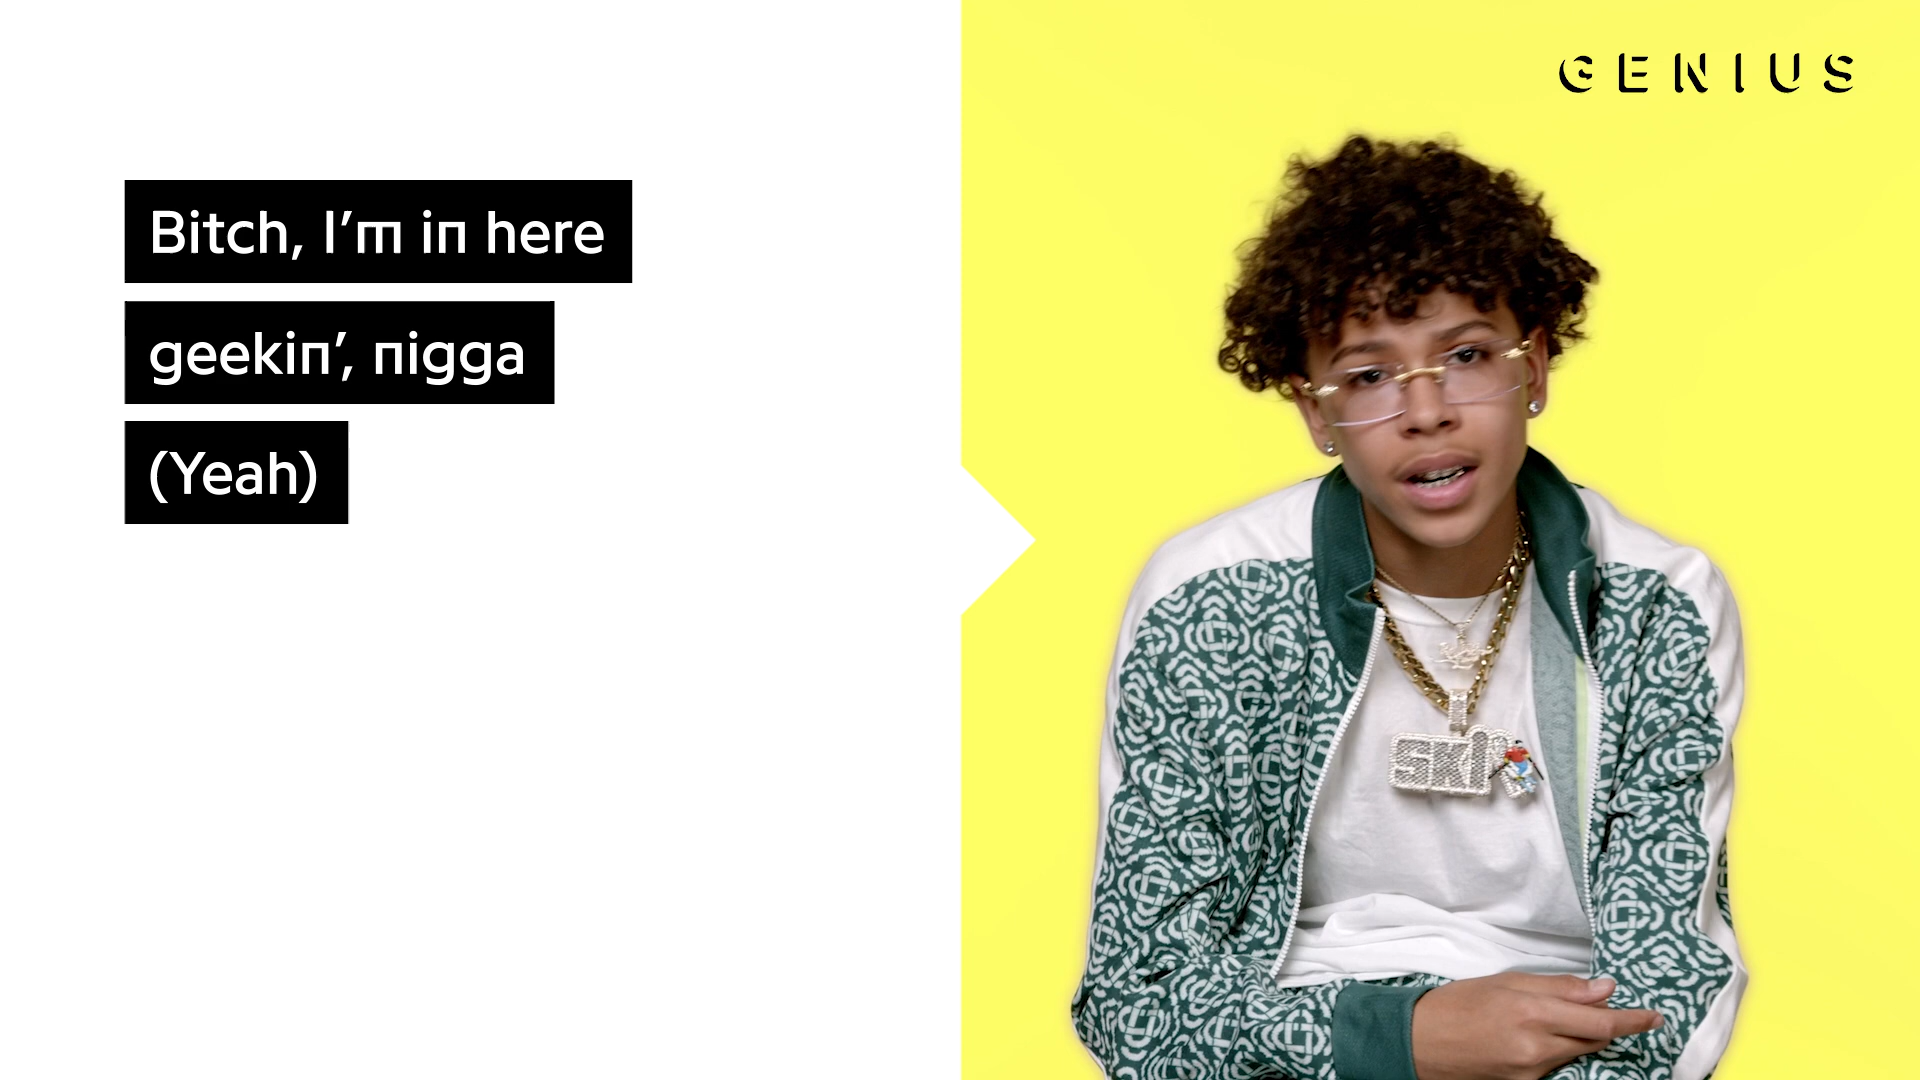 GENIUS
Bitch, I’m in here
geekin’, nigga
(Yeah)
SKI